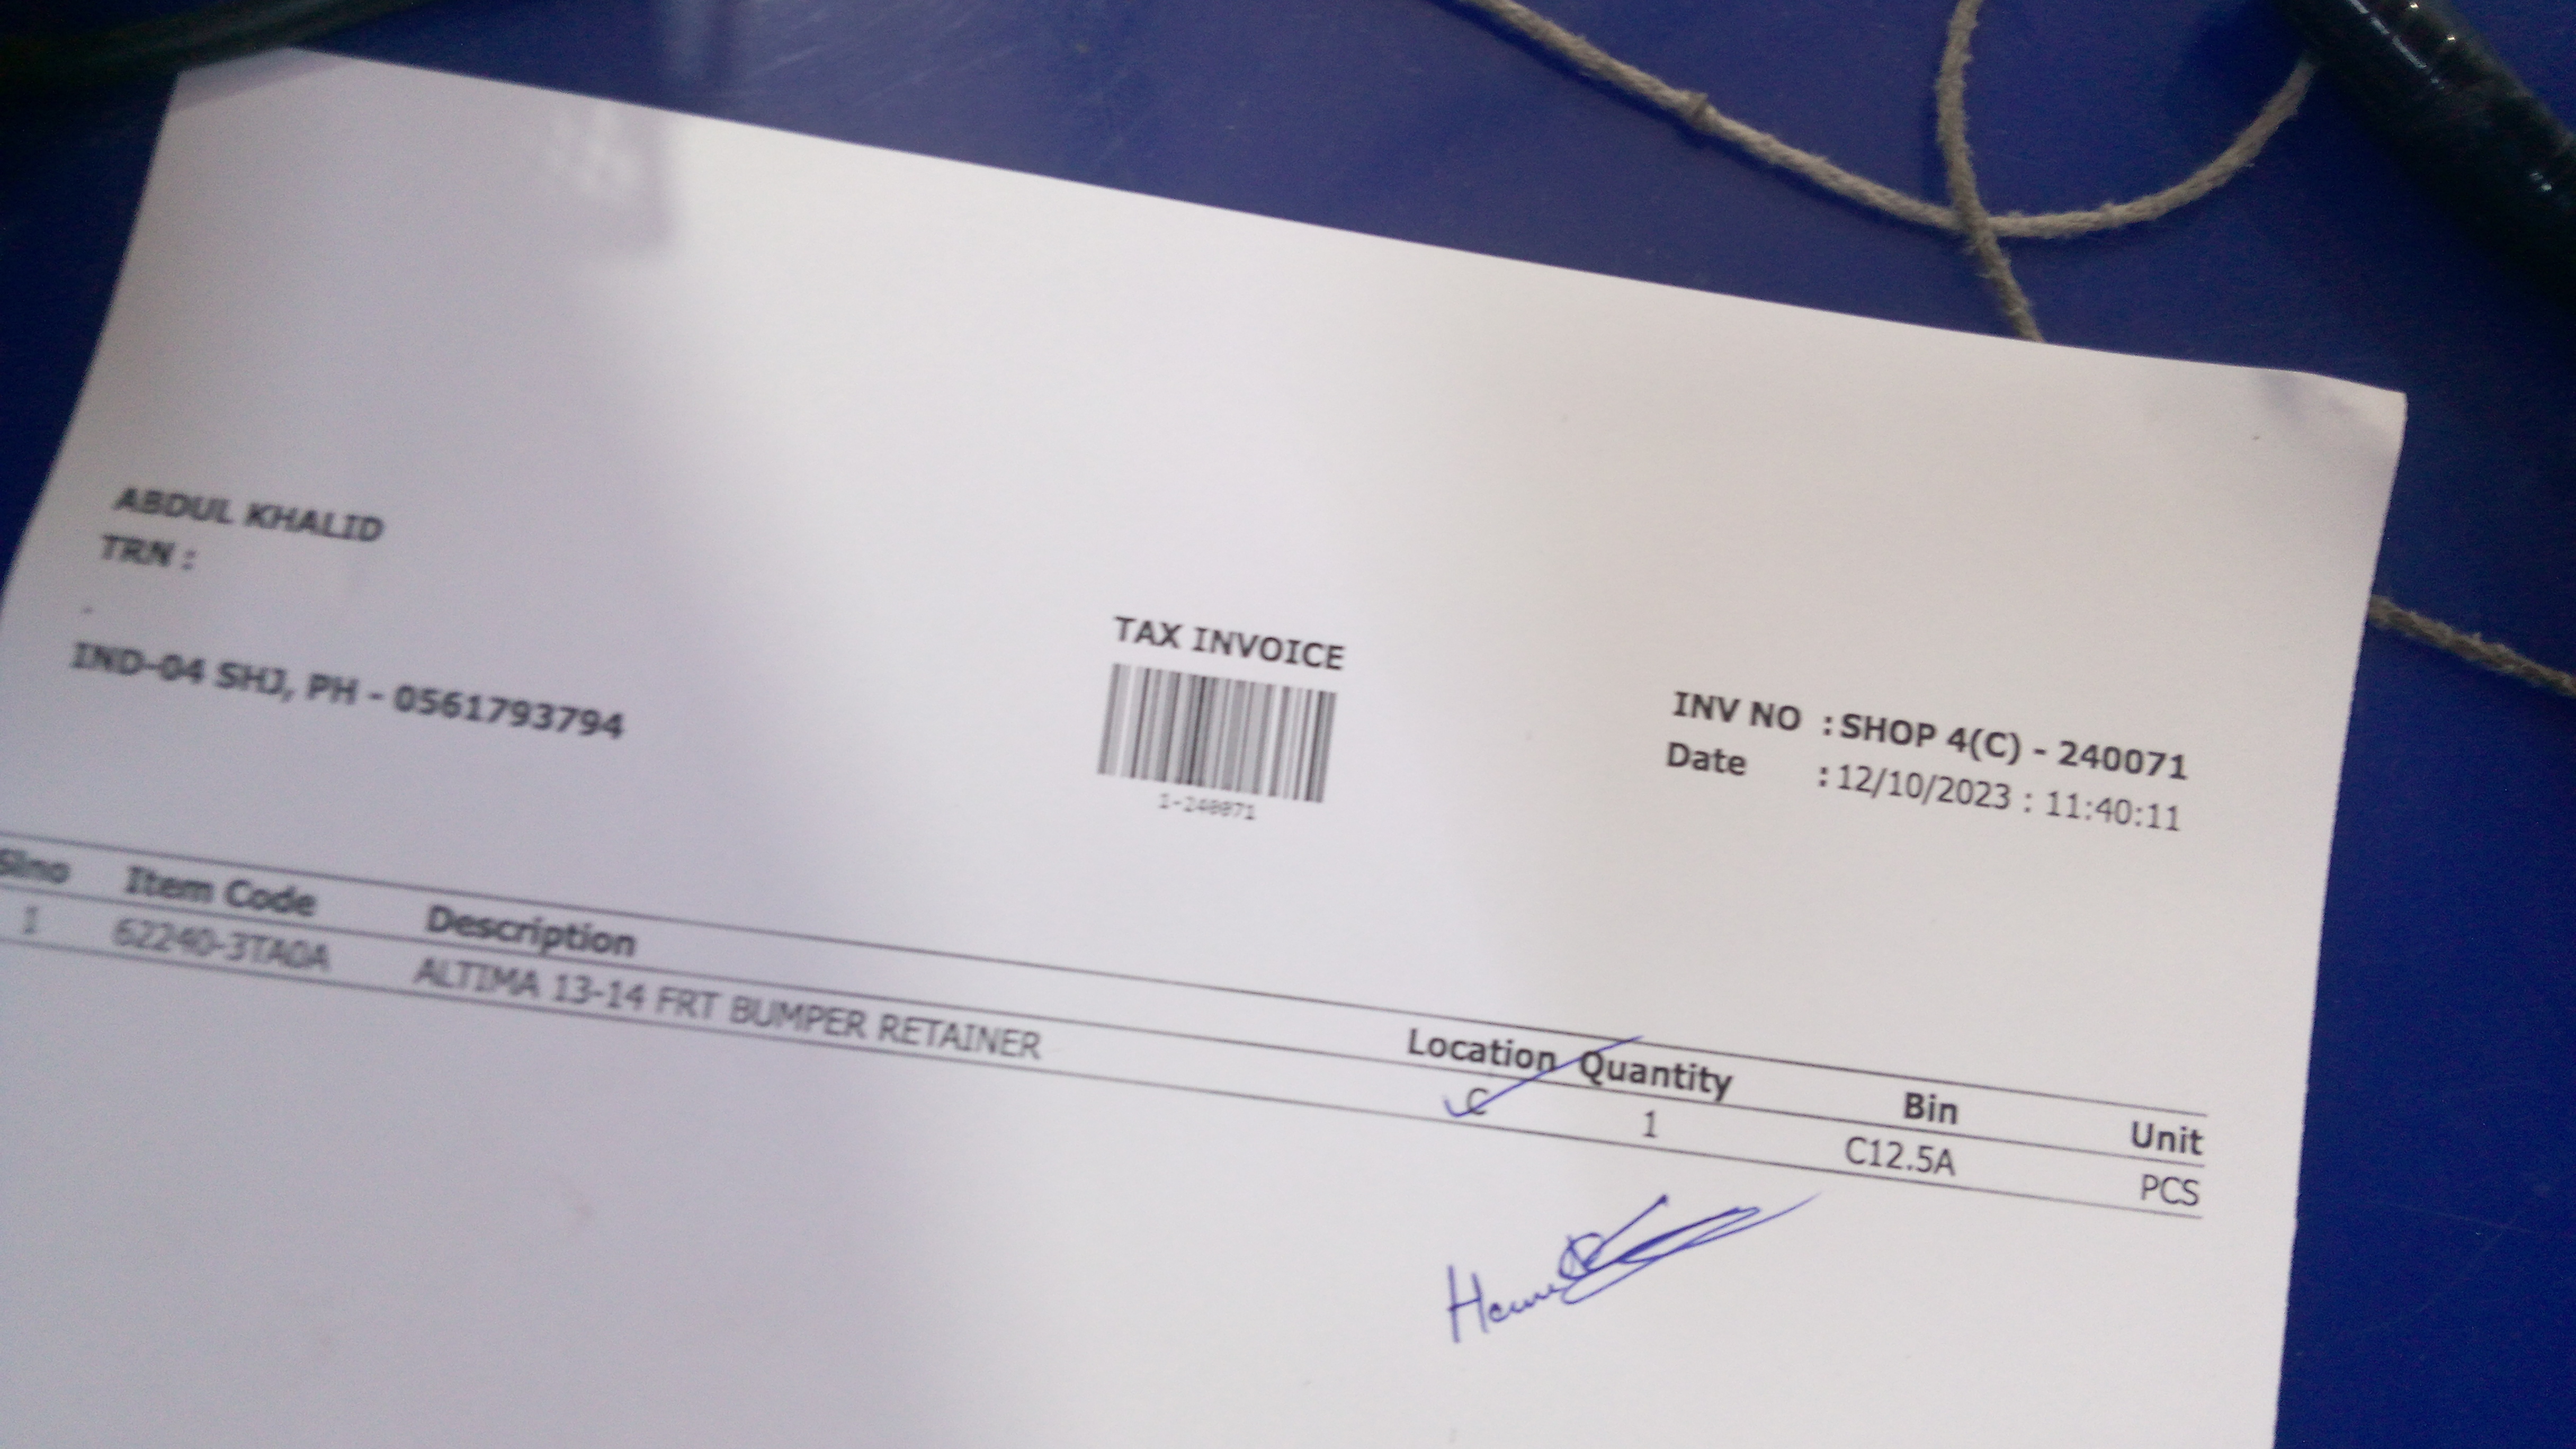 ABDUL KHALID
TRN :
-
IND-04 SHJ, PH - 0561793794
TAX INVOICE
1-240071
INV NO : SHOP 4(C) - 240071
Date : 12/10/2023 : 11:40:11
Slno Item Code Description Location Quantity Bin Unit
1 62240-3TA0A ALTIMA 13-14 FRT BUMPER RETAINER C 1 C12.5A PCS